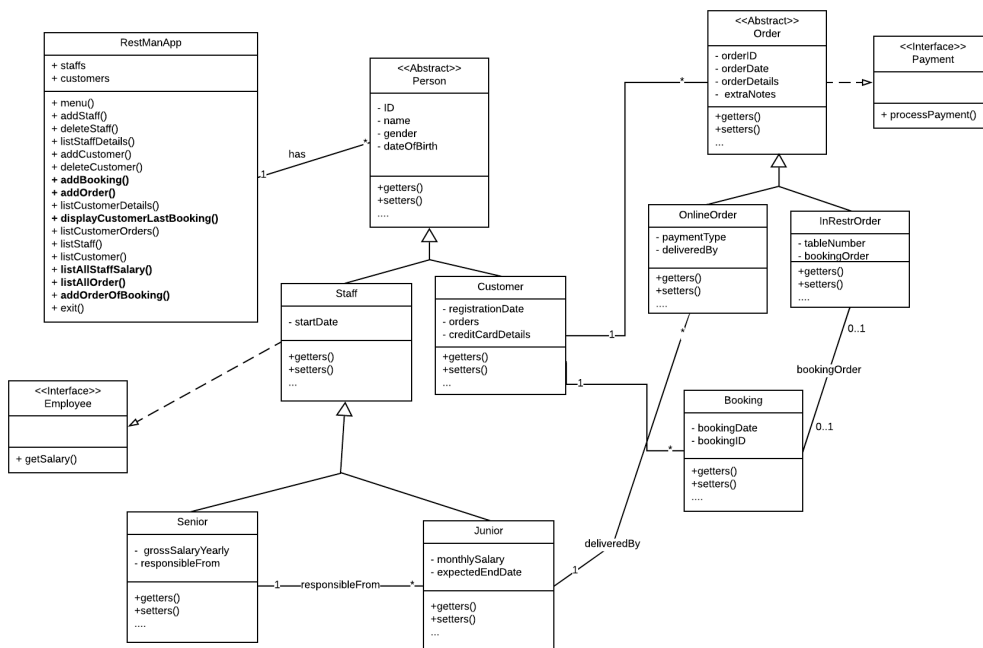 RestManApp
+ staffs
+ customers
+ menu()
+ addStaff()
+ deleteStaff()
+ listStaffDetails()
+ addCustomer()
+ deleteCustomer()
+ addBooking()
+ addOrder()
+ listCustomerDetails()
+ displayCustomerLastBooking()
+ listCustomerOrders()
+ listStaff()
+ listCustomer()
+ listAllStaffSalary()
+ listAllOrder()
+ addOrderOfBooking()
+ exit()
1
has
*
<<Abstract>>
Person
- ID
- name
- gender
- dateOfBirth
+getters()
+setters()
....
<<Abstract>>
Order
- orderID
- orderDate
- orderDetails
- extraNotes
+getters()
+setters()
...
<<Interface>>
Payment
+ processPayment()
OnlineOrder
- paymentType
- deliveredBy
+getters()
+setters()
....
InRestrOrder
- tableNumber
- bookingOrder
+getters()
+setters()
....
Staff
- startDate
+getters()
+setters()
...
Customer
- registrationDate
- orders
- creditCardDetails
+getters()
+setters()
...
1
*
1
*
<<Interface>>
Employee
+ getSalary()
0..1
bookingOrder
0..1
Booking
- bookingDate
- bookingID
+getters()
+setters()
....
Senior
- grossSalaryYearly
- responsibleFrom
+getters()
+setters()
....
1
responsibleFrom
*
Junior
- monthlySalary
- expectedEndDate
+getters()
+setters()
...
*
deliveredBy
1